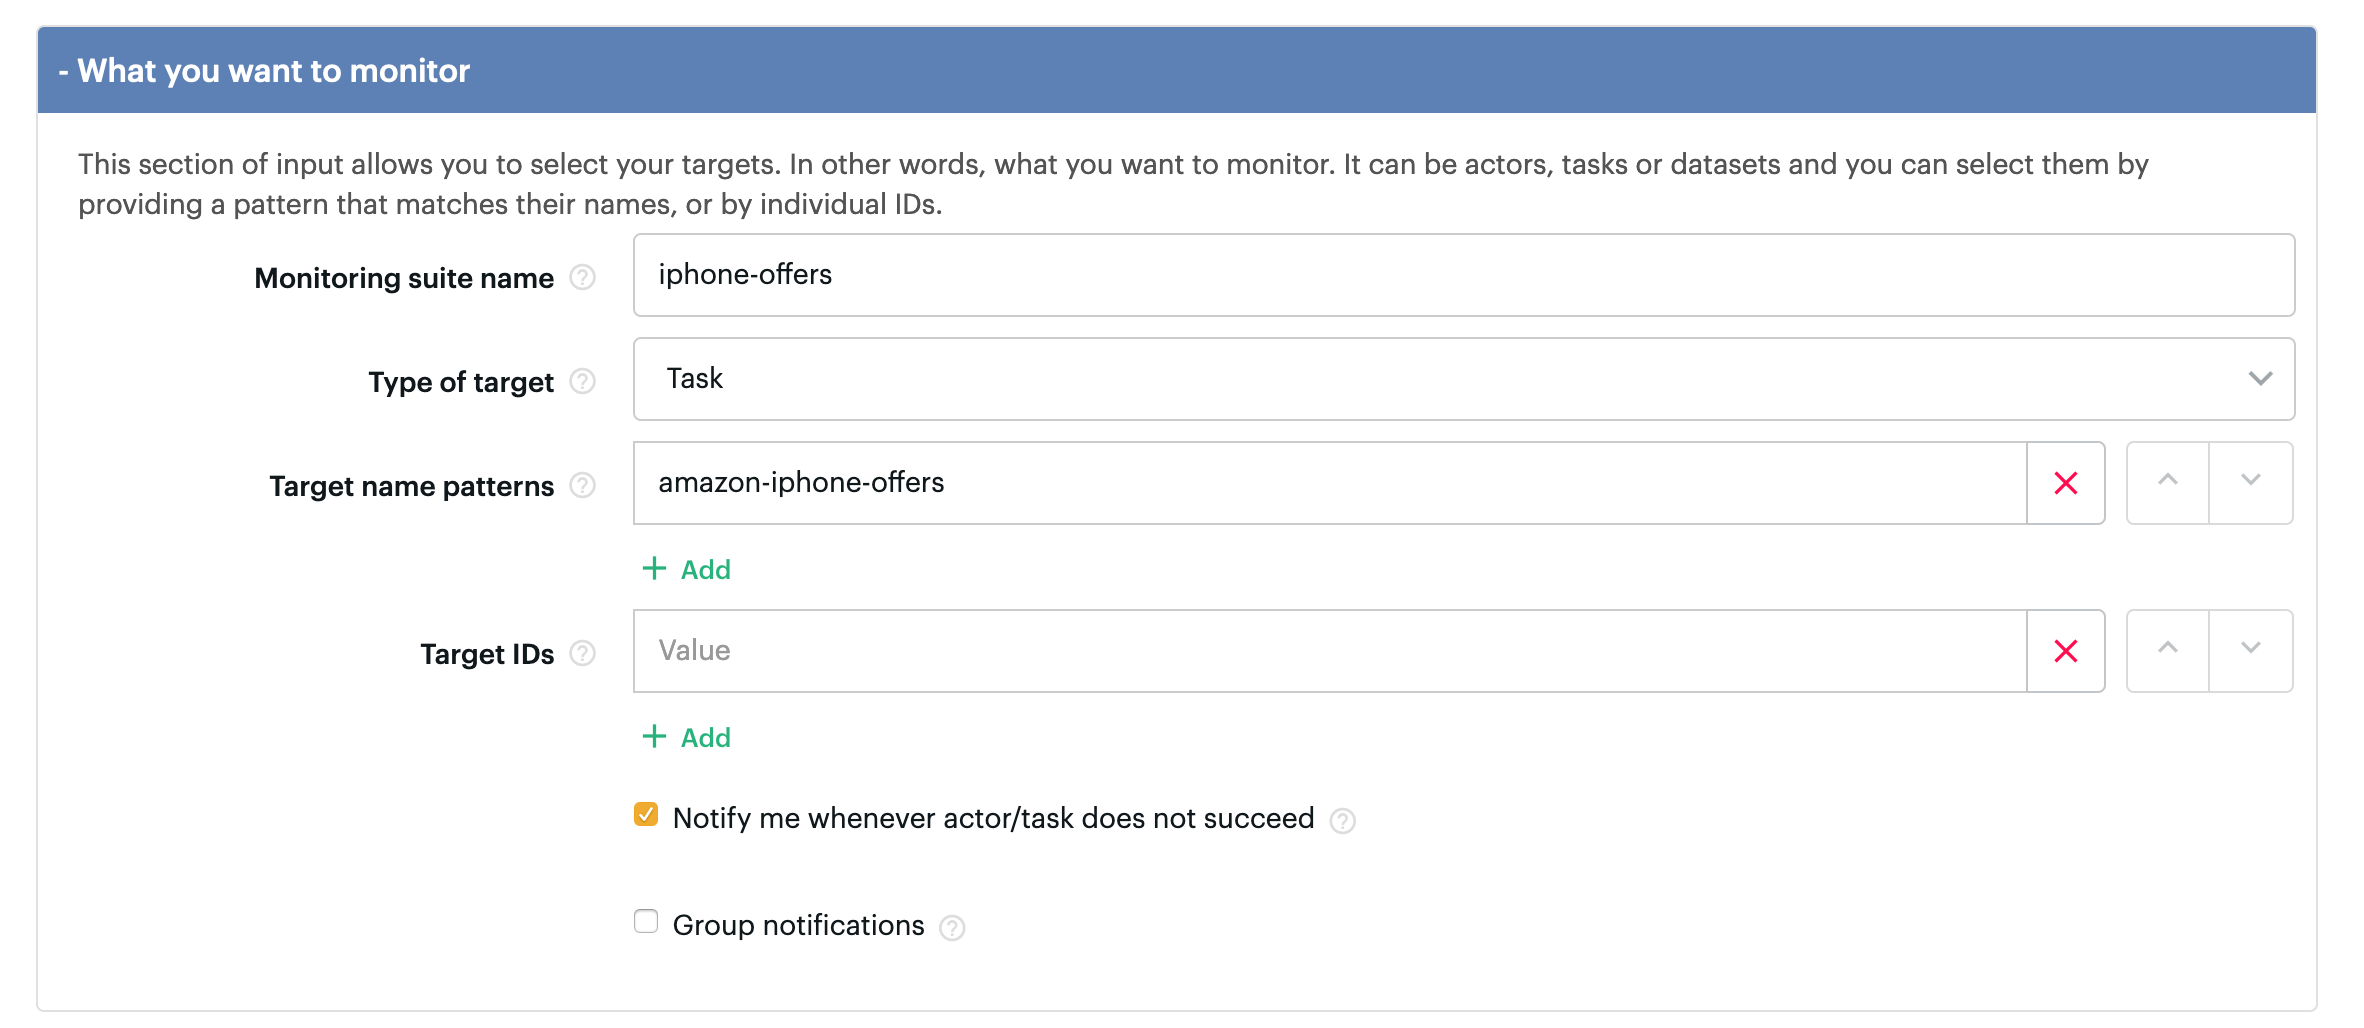 - What you want to monitor
This section of input allows you to select your targets. In other words, what you want to monitor. It can be actors, tasks or datasets and you can select them by
providing a pattern that matches their names, or by individual IDs.
Monitoring suite name ? iphone-offers
Type of target ? Task
Target name patterns ? amazon-iphone-offers
+ Add
Target IDs ? Value
+ Add
Notify me whenever actor/task does not succeed ?
Group notifications ?